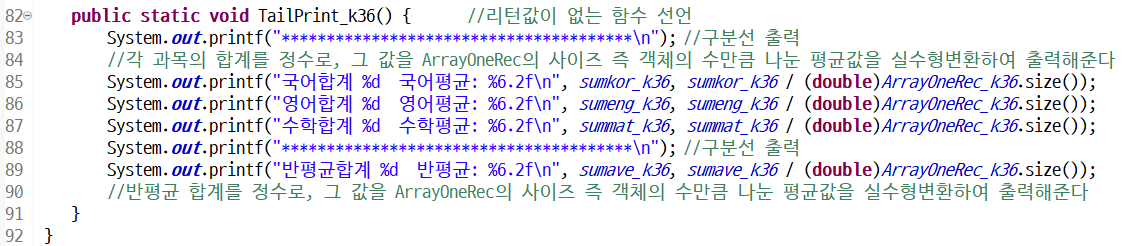 82 public static void TailPrint_k36() { //리턴값이 없는 함수 선언
83 System.out.printf("***************************************\n"); //구분선 출력
84 //각 과목의 합계를 정수로, 그 값을 ArrayOneRec의 사이즈 즉 객체의 수만큼 나눈 평균값을 실수형변환하여 출력해준다
85 System.out.printf("국어합계 %d  국어평균: %6.2f\n", sumkor_k36, sumkor_k36 / (double)ArrayOneRec_k36.size());
86 System.out.printf("영어합계 %d  영어평균: %6.2f\n", sumeng_k36, sumeng_k36 / (double)ArrayOneRec_k36.size());
87 System.out.printf("수학합계 %d  수학평균: %6.2f\n", summat_k36, summat_k36 / (double)ArrayOneRec_k36.size());
88 System.out.printf("***************************************\n"); //구분선 출력
89 System.out.printf("반평균합계 %d  반평균: %6.2f\n", sumave_k36, sumave_k36 / (double)ArrayOneRec_k36.size());
90 //반평균 합계를 정수로, 그 값을 ArrayOneRec의 사이즈 즉 객체의 수만큼 나눈 평균값을 실수형변환하여 출력해준다
91 }
92 }